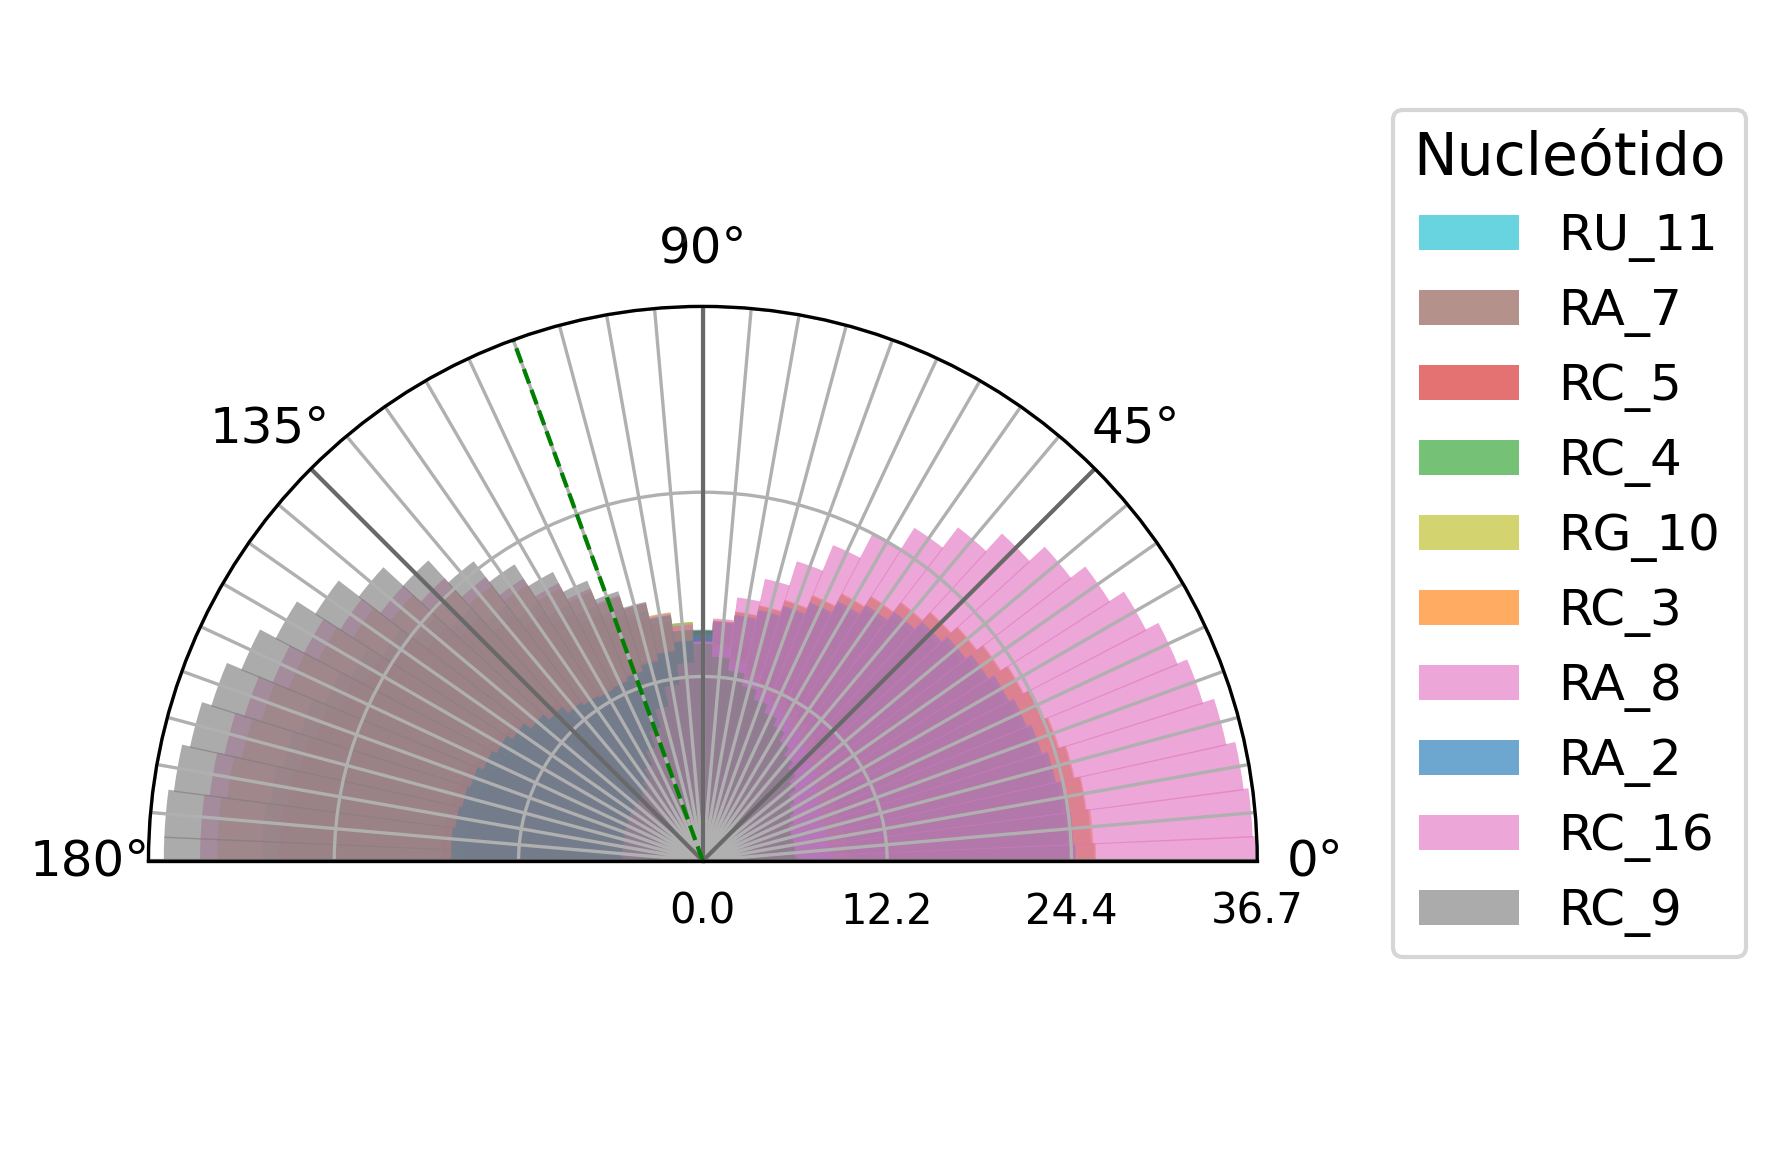 90°
135°
45°
180°
0°
0.0
12.2
24.4
36.7
Nucleótido
RU_11
RA_7
RC_5
RC_4
RG_10
RC_3
RA_8
RA_2
RC_16
RC_9